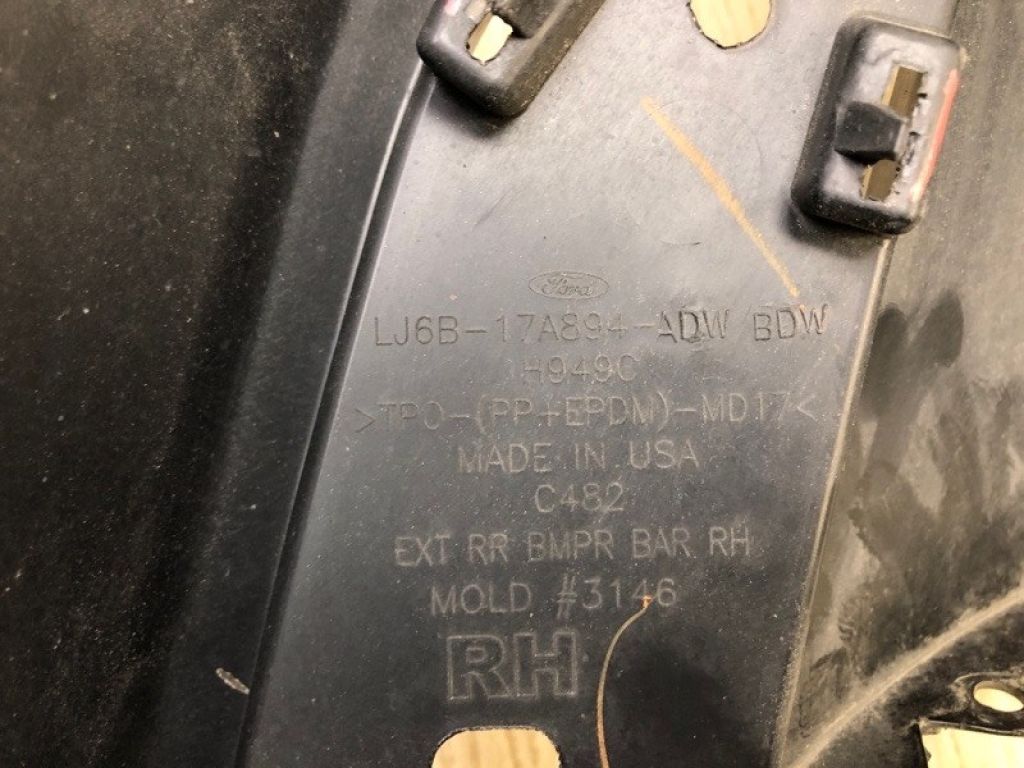 Ford
LJ6B-17A894-ADW BDW
H949C
>TPO-(PP+EPDM)-MD17<
MADE IN USA
C482
EXT RR BMPR BAR RH
MOLD #3146
RH